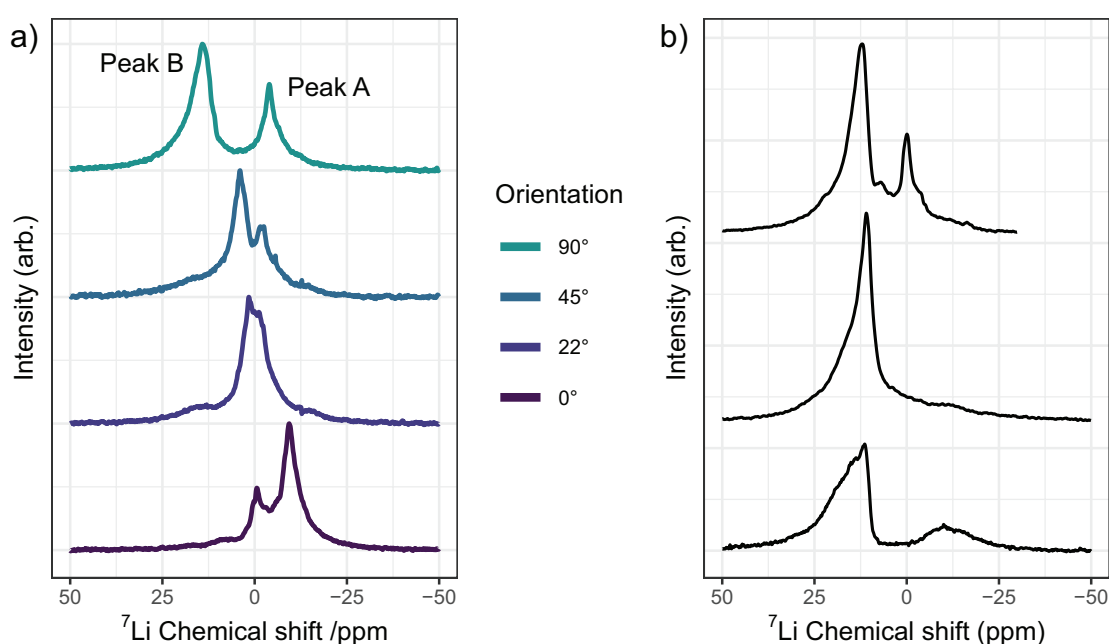 a)
Peak B
Peak A
Intensity (arb.)
50 25 0 −25 −50
⁷Li Chemical shift /ppm
Orientation
90°
45°
22°
0°
b)
Intensity (arb.)
50 25 0 −25 −50
⁷Li Chemical shift (ppm)